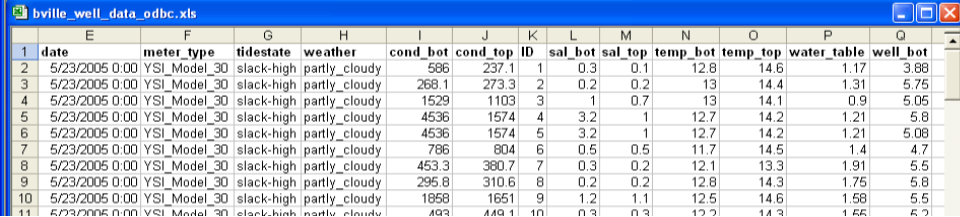 bville_well_data_odbc.xls
E F G H I J K L M N O P Q
1 date meter_type tidestate weather cond_bot cond_top ID sal_bot sal_top temp_bot temp_top water_table well_bot
2 5/23/2005 0:00 YSI_Model_30 slack-high partly_cloudy 586 237.1 1 0.3 0.1 12.8 14.6 1.17 3.88
3 5/23/2005 0:00 YSI_Model_30 slack-high partly_cloudy 268.1 273.3 2 0.2 0.2 13 14.4 1.31 5.75
4 5/23/2005 0:00 YSI_Model_30 slack-high partly_cloudy 1529 1103 3 1 0.7 13 14.1 0.9 5.05
5 5/23/2005 0:00 YSI_Model_30 slack-high partly_cloudy 4536 1574 4 3.2 1 12.7 14.2 1.21 5.8
6 5/23/2005 0:00 YSI_Model_30 slack-high partly_cloudy 4536 1574 5 3.2 1 12.7 14.2 1.21 5.08
7 5/23/2005 0:00 YSI_Model_30 slack-high partly_cloudy 786 804 6 0.5 0.5 11.7 14.5 1.4 4.7
8 5/23/2005 0:00 YSI_Model_30 slack-high partly_cloudy 453.3 380.7 7 0.3 0.2 12.1 13.3 1.91 5.5
9 5/23/2005 0:00 YSI_Model_30 slack-high partly_cloudy 295.8 310.6 8 0.2 0.2 12.8 14.3 1.75 5.8
10 5/23/2005 0:00 YSI_Model_30 slack-high partly_cloudy 1858 1651 9 1.2 1.1 12.5 14.6 1.58 5.5
11 5/23/2005 0:00 YSI_Model_30 slack-high partly_cloudy 493 449.1 10 0.3 0.3 12.2 14.3 1.55 5.2